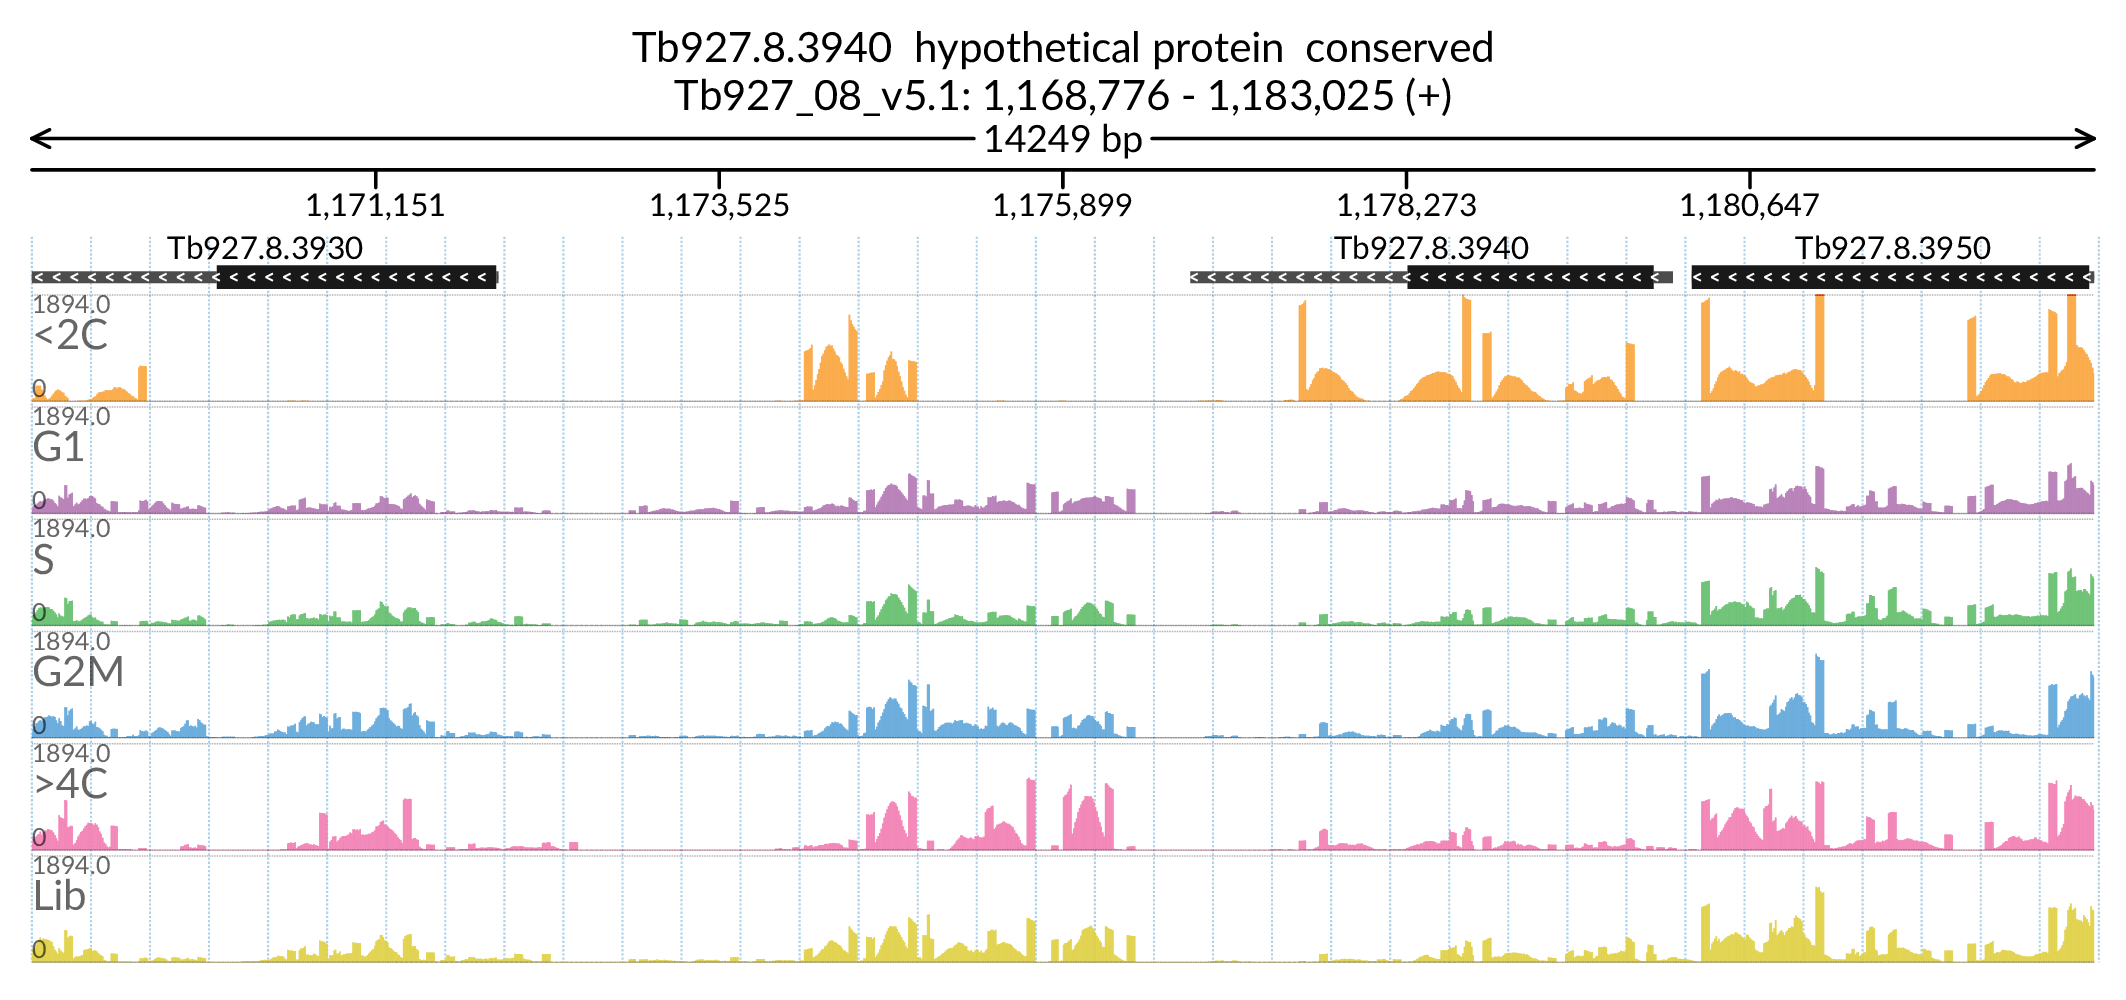 Tb927.8.3940  hypothetical protein  conserved
Tb927_08_v5.1: 1,168,776 - 1,183,025 (+)
14249 bp
1,171,151 1,173,525 1,175,899 1,178,273 1,180,647
Tb927.8.3930 Tb927.8.3940 Tb927.8.3950
1894.0
<2C
0
1894.0
G1
0
1894.0
S
0
1894.0
G2M
0
1894.0
>4C
0
1894.0
Lib
0